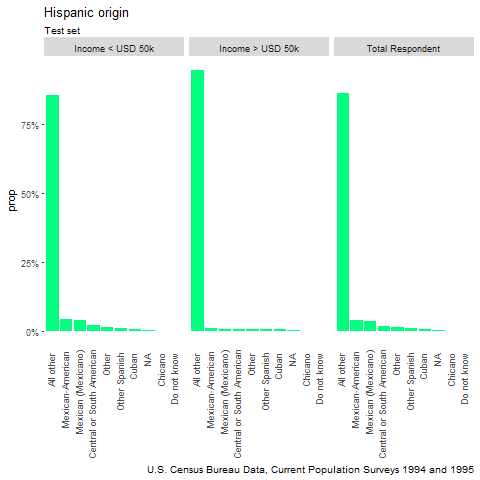 Hispanic origin
Test set
Income < USD 50k
Income > USD 50k
Total Respondent
prop
75%
50%
25%
0%
All other
Mexican-American
Mexican (Mexicano)
Central or South American
Other
Other Spanish
Cuban
NA
Chicano
Do not know
All other
Mexican-American
Mexican (Mexicano)
Central or South American
Other
Other Spanish
Cuban
NA
Chicano
Do not know
All other
Mexican-American
Mexican (Mexicano)
Central or South American
Other
Other Spanish
Cuban
NA
Chicano
Do not know
U.S. Census Bureau Data, Current Population Surveys 1994 and 1995